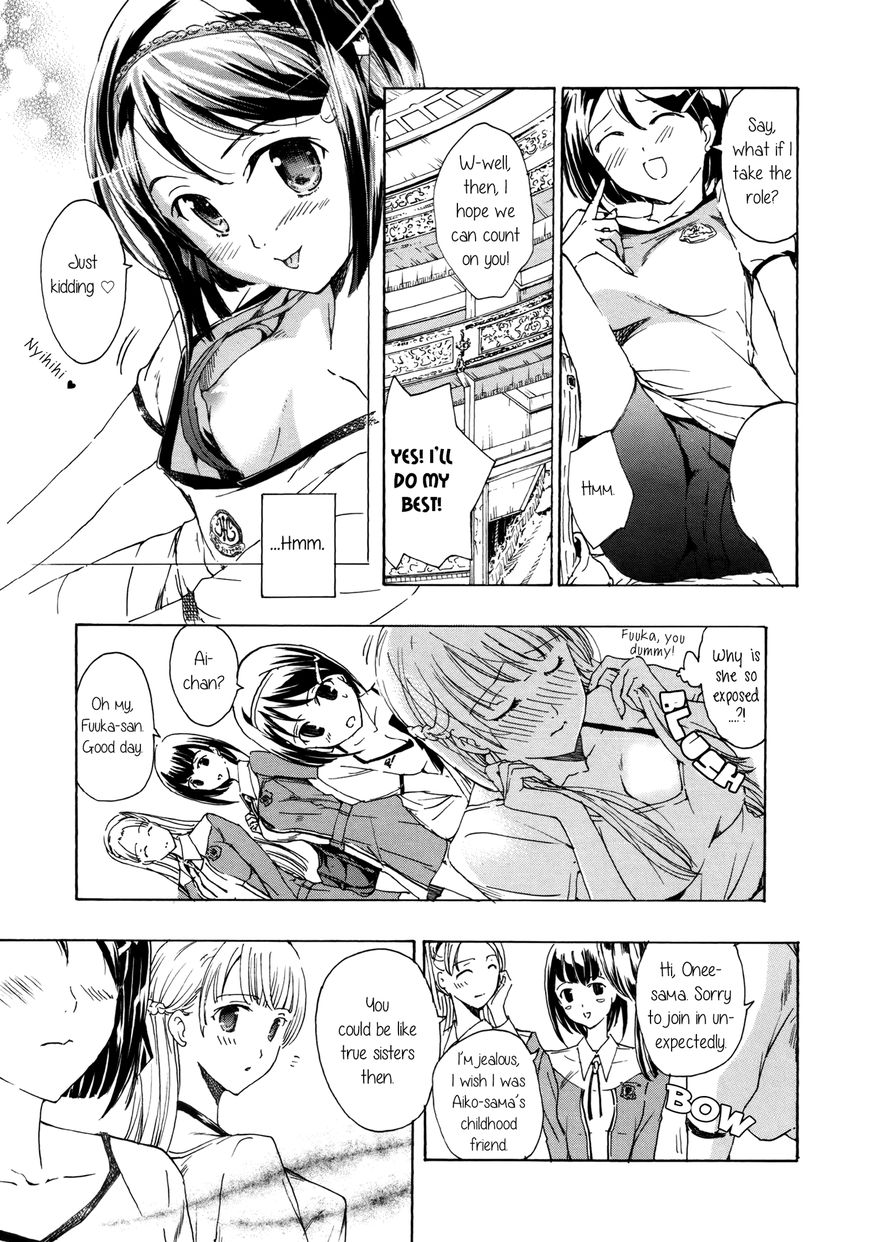 Say,
what if I
take the
role?
Hmm.
W-well,
then, I
hope we
can count
on you!
YES! I'LL
DO MY
BEST!
Just
kidding ♡
Nyihihi ♥
...Hmm.
Why is
she so
exposed
....?!
Fuuka, you
dummy!
BLUSH
Ai-
chan?
Oh my,
Fuuka-san.
Good day.
Hi, Onee-
sama. Sorry
to join in un-
expectedly.
BOW
I'm jealous,
I wish I was
Aiko-sama's
childhood
friend.
You
could be like
true sisters
then.